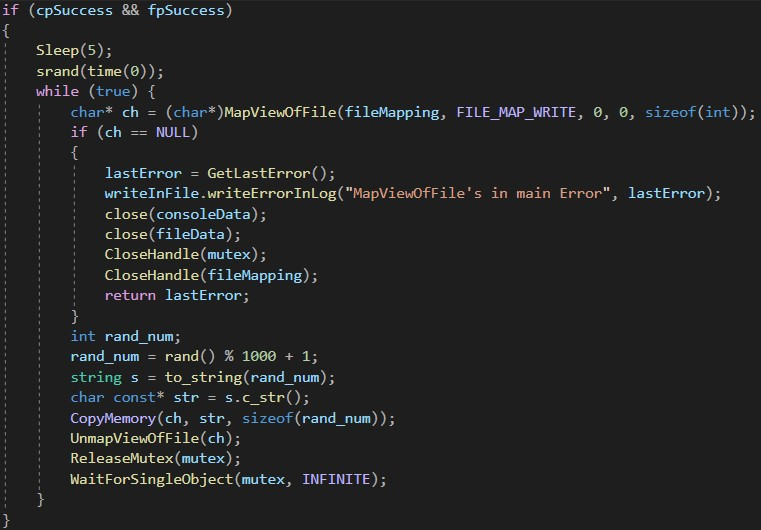 if (cpSuccess && fpSuccess)
{
Sleep(5);
srand(time(0));
while (true) {
char* ch = (char*)MapViewOfFile(fileMapping, FILE_MAP_WRITE, 0, 0, sizeof(int));
if (ch == NULL)
{
lastError = GetLastError();
writeInFile.writeErrorInLog("MapViewOfFile's in main Error", lastError);
close(consoleData);
close(fileData);
CloseHandle(mutex);
CloseHandle(fileMapping);
return lastError;
}
int rand_num;
rand_num = rand() % 1000 + 1;
string s = to_string(rand_num);
char const* str = s.c_str();
CopyMemory(ch, str, sizeof(rand_num));
UnmapViewOfFile(ch);
ReleaseMutex(mutex);
WaitForSingleObject(mutex, INFINITE);
}
}